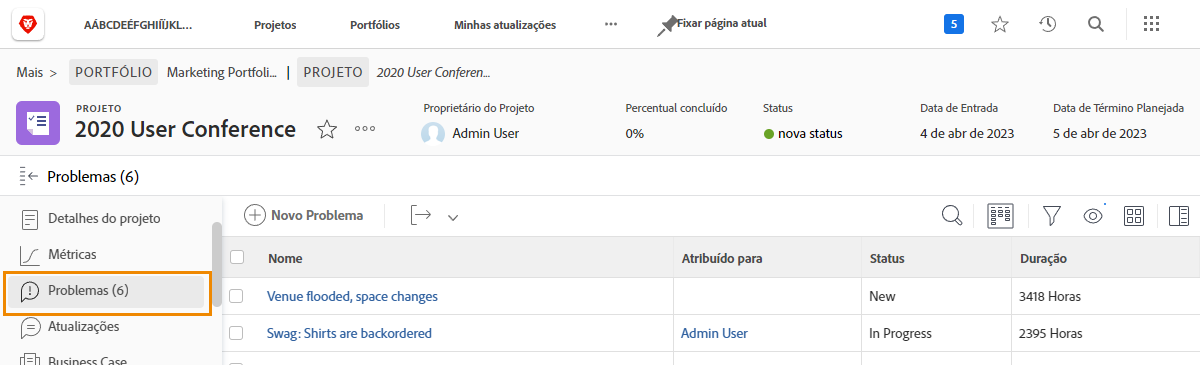 AÁBCDEÉFGHIÍÏJKL... Projetos Portfólios Minhas atualizações ··· Fixar página atual 5
Mais > PORTFÓLIO Marketing Portfoli... | PROJETO 2020 User Conferen...
PROJETO
2020 User Conference
Proprietário do Projeto Percentual concluído Status Data de Entrada Data de Término Planejada
Admin User 0% nova status 4 de abr de 2023 5 de abr de 2023
Problemas (6)
Detalhes do projeto
Métricas
Problemas (6)
Atualizações
Business Case
Novo Problema
Nome Atribuído para Status Duração
Venue flooded, space changes New 3418 Horas
Swag: Shirts are backordered Admin User In Progress 2395 Horas